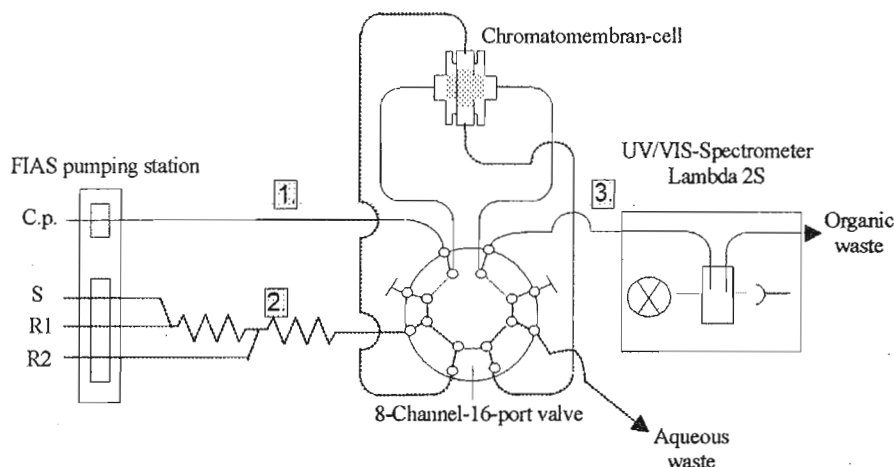 Chromatomembran-cell
FIAS pumping station
UV/VIS-Spectrometer
Lambda 2S
1.
3.
C.p.
Organic
waste
S
2.
R1
R2
8-Channel-16-port valve
Aqueous
waste